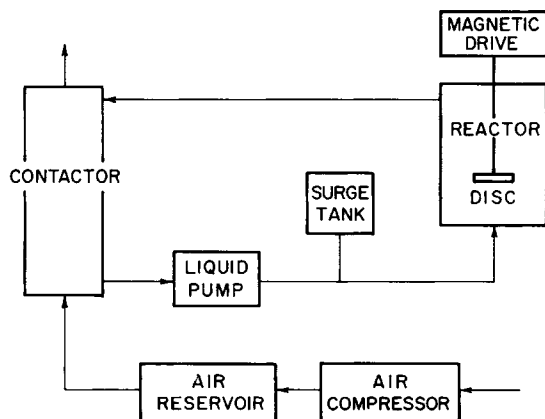 MAGNETIC
DRIVE
REACTOR
DISC
CONTACTOR
SURGE
TANK
LIQUID
PUMP
AIR
RESERVOIR
AIR
COMPRESSOR